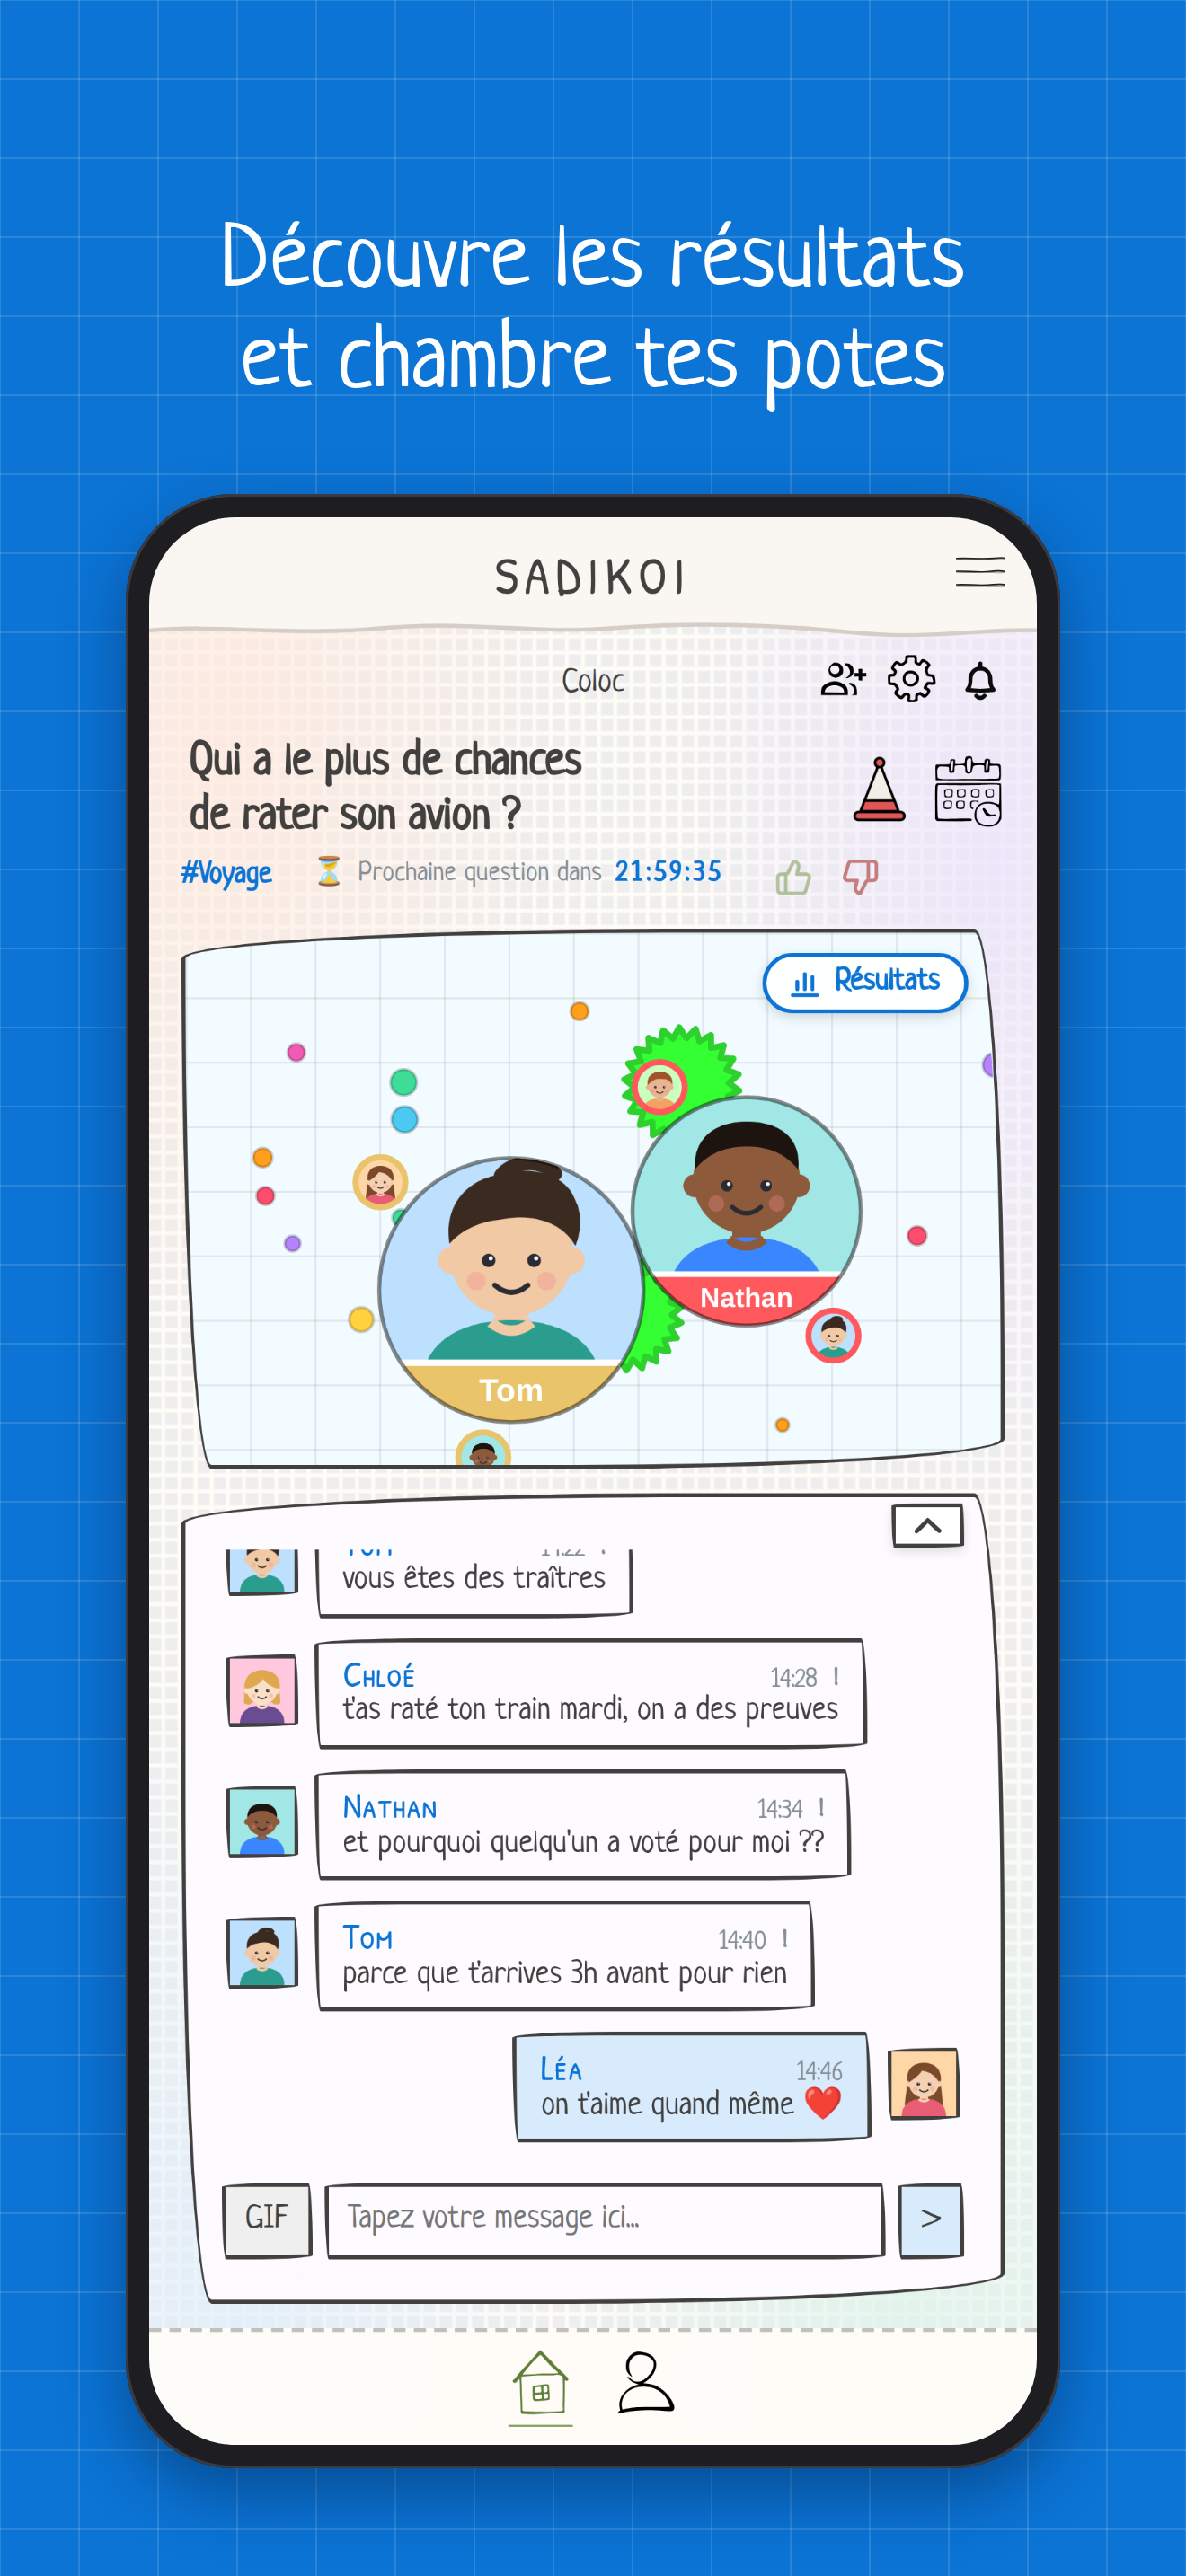 Découvre les résultats
et chambre tes potes
SADIKOI
Coloc
Qui a le plus de chances
de rater son avion ?
#Voyage
Prochaine question dans 21:59:35
Résultats
Nathan
Tom
vous êtes des traîtres
Chloé 14:28 !
t'as raté ton train mardi, on a des preuves
Nathan 14:34 !
et pourquoi quelqu'un a voté pour moi ??
Tom 14:40 !
parce que t'arrives 3h avant pour rien
Léa 14:46
on t'aime quand même ❤️
GIF
Tapez votre message ici...
>